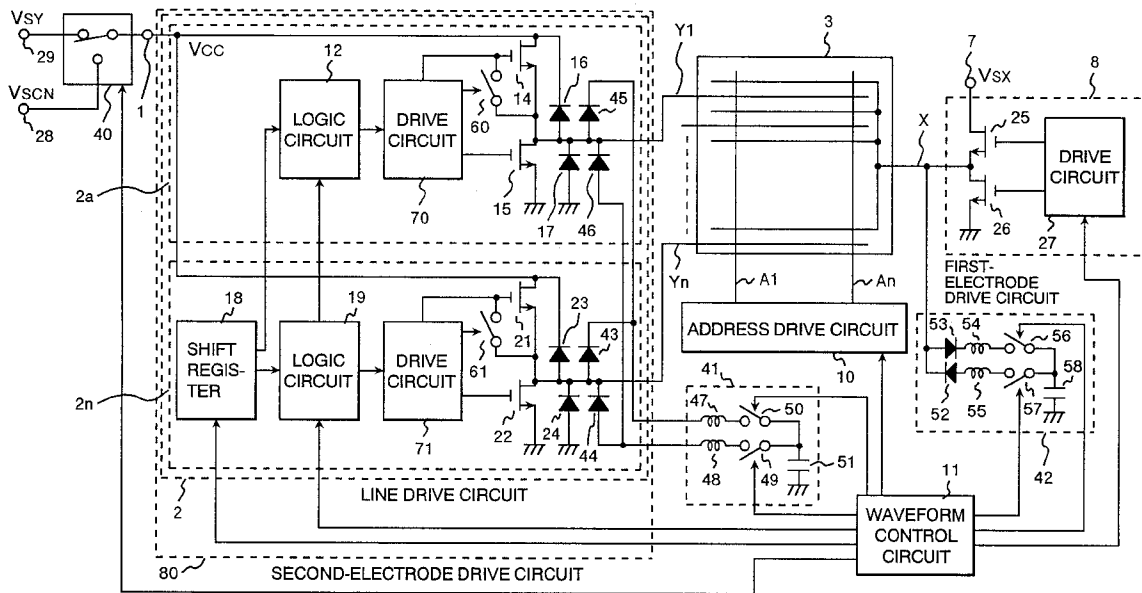 VSY
29
1
VCC
VSCN
28
40
12
LOGIC
CIRCUIT
DRIVE
CIRCUIT
70
60
14
15
16
45
17
46
2a
Y1
3
7
VSX
8
25
X
26
DRIVE
CIRCUIT
27
FIRST-
ELECTRODE
DRIVE CIRCUIT
Yn
A1
An
ADDRESS DRIVE CIRCUIT
10
18
SHIFT
REGIS-
TER
19
LOGIC
CIRCUIT
DRIVE
CIRCUIT
71
61
21
22
23
43
24
44
2n
41
47
50
48
49
51
53
54
56
52
55
57
58
42
2
LINE DRIVE CIRCUIT
80
SECOND-ELECTRODE DRIVE CIRCUIT
11
WAVEFORM
CONTROL
CIRCUIT